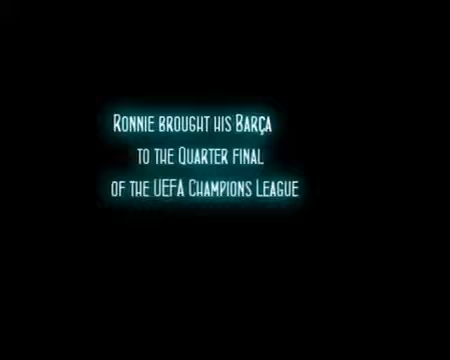 Ronnie brought his Barça
to the Quarter final
of the UEFA Champions League